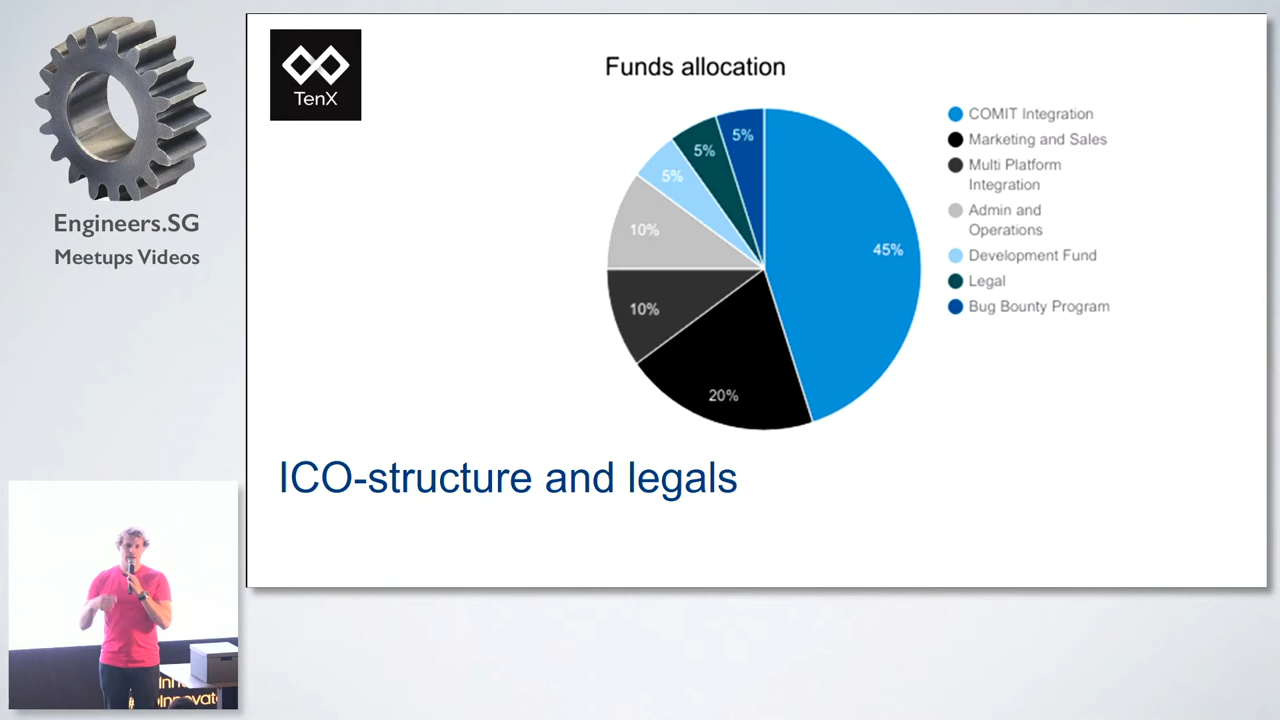 TenX
Engineers.SG
Meetups Videos
Funds allocation
5%
5%
5%
10%
10%
20%
45%
COMIT Integration
Marketing and Sales
Multi Platform
Integration
Admin and
Operations
Development Fund
Legal
Bug Bounty Program
ICO-structure and legals